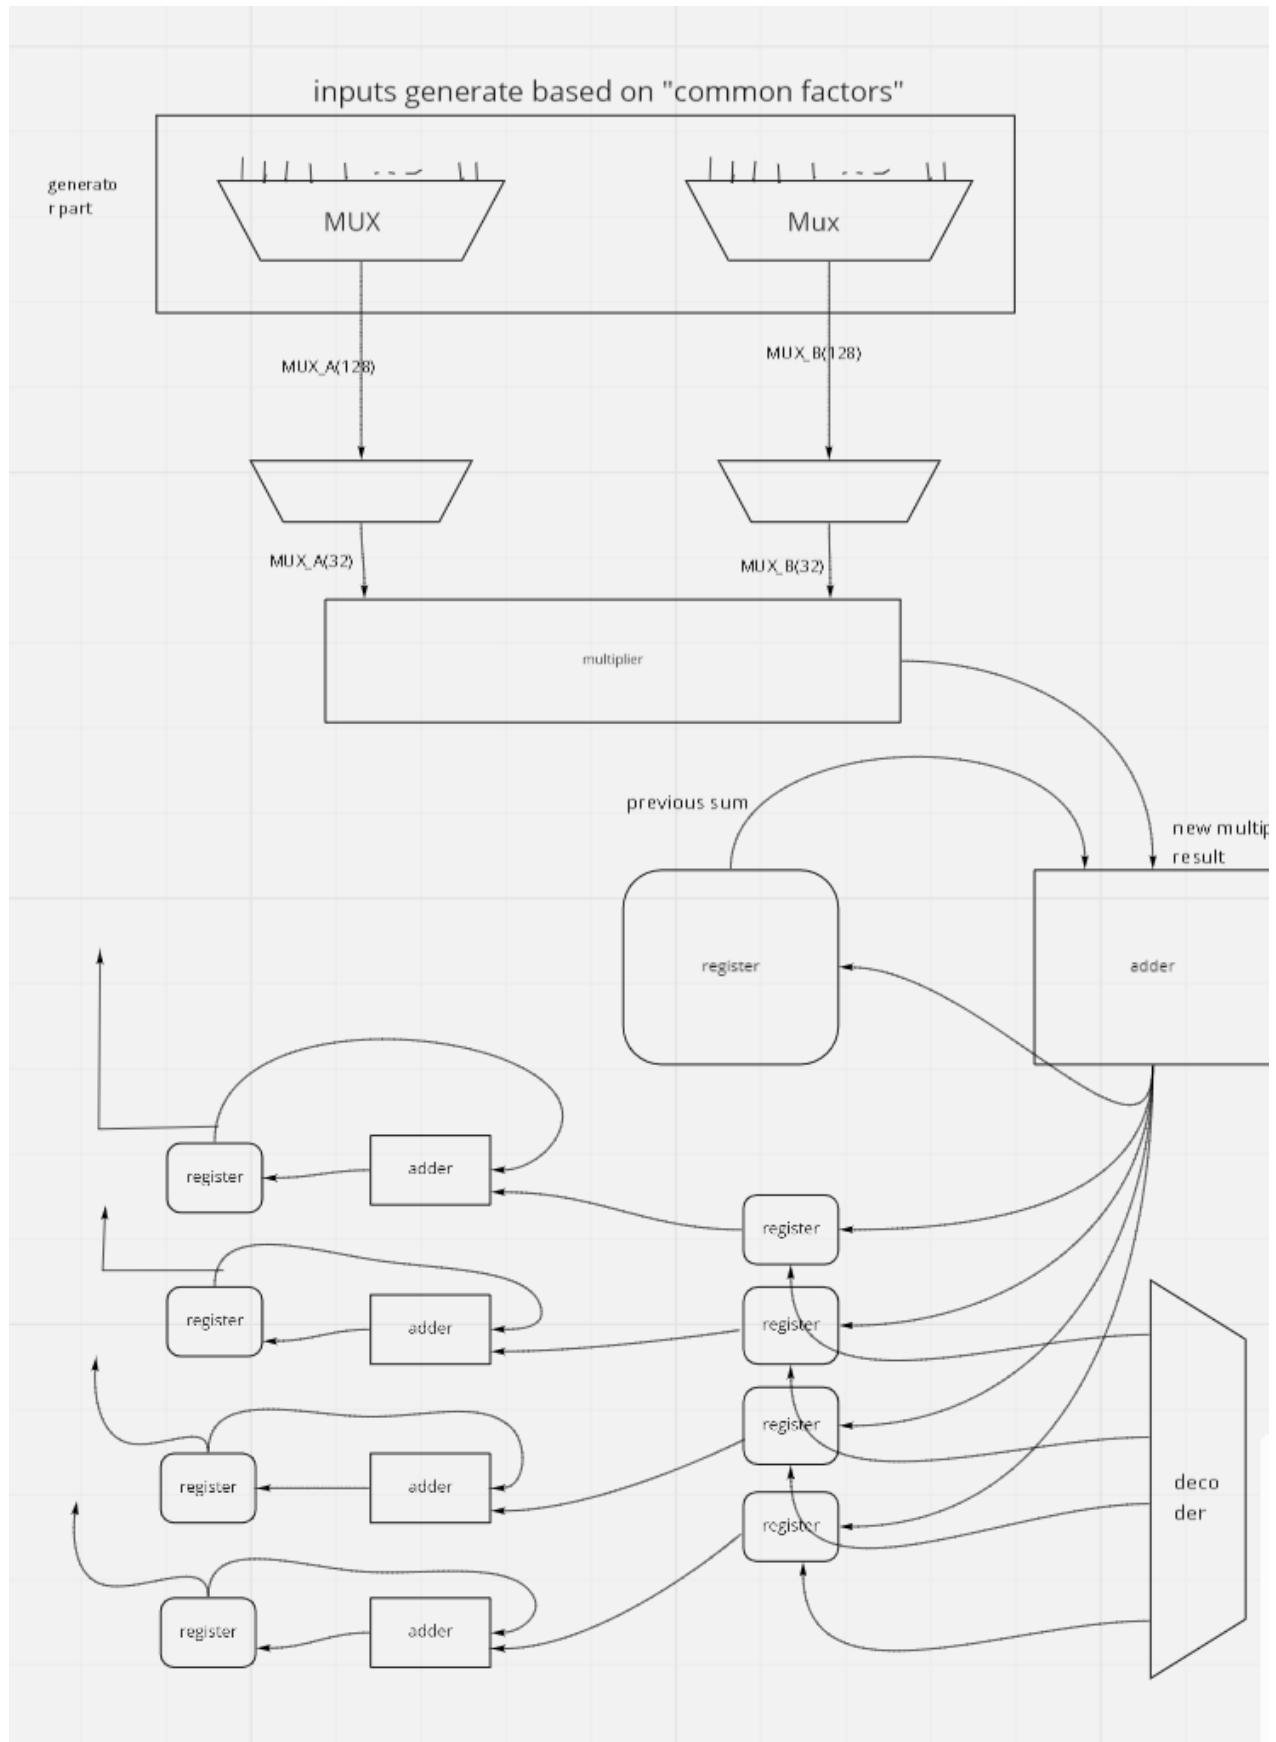 inputs generate based on "common factors"
generato
r part
MUX
Mux
MUX_A(128)
MUX_B(128)
MUX_A(32)
MUX_B(32)
multiplier
previous sum
new multip
result
register
adder
register
adder
register
register
adder
register
register
adder
register
deco
der
register
adder
register